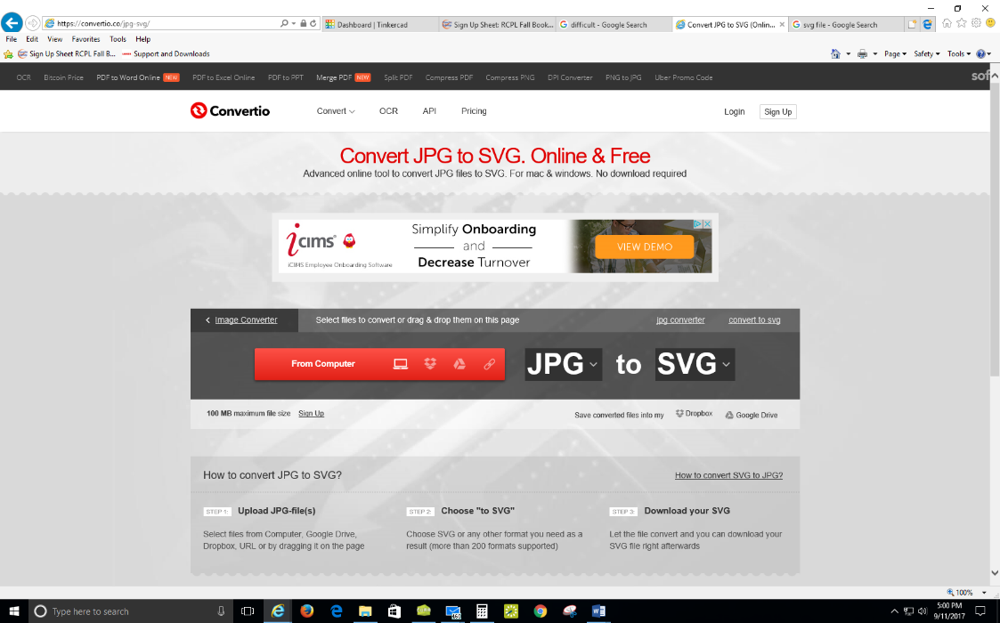 https://convertio.co/jpg-svg/
Dashboard | Tinkercad
Sign Up Sheet: RCPL Fall Book...
difficult - Google Search
Convert JPG to SVG (Onlin...
svg file - Google Search
File Edit View Favorites Tools Help
Sign Up Sheet RCPL Fall B... Support and Downloads
Page Safety Tools
OCR Bitcoin Price PDF to Word Online NEW PDF to Excel Online PDF to PPT Merge PDF NEW Split PDF Compress PDF Compress PNG DPI Converter PNG to JPG Uber Promo Code
Convertio Convert OCR API Pricing Login Sign Up
Convert JPG to SVG. Online & Free
Advanced online tool to convert JPG files to SVG. For mac & windows. No download required
iCIMS
iCIMS Employee Onboarding Software
Simplify Onboarding
and
Decrease Turnover
VIEW DEMO
Image Converter Select files to convert or drag & drop them on this page jpg converter convert to svg
From Computer JPG to SVG
100 MB maximum file size Sign Up Save converted files into my Dropbox Google Drive
How to convert JPG to SVG? How to convert SVG to JPG?
STEP 1: Upload JPG-file(s)
Select files from Computer, Google Drive,
Dropbox, URL or by dragging it on the page
STEP 2: Choose "to SVG"
Choose SVG or any other format you need as a
result (more than 200 formats supported)
STEP 3: Download your SVG
Let the file convert and you can download your
SVG file right afterwards
100%
Type here to search
5:00 PM
9/11/2017